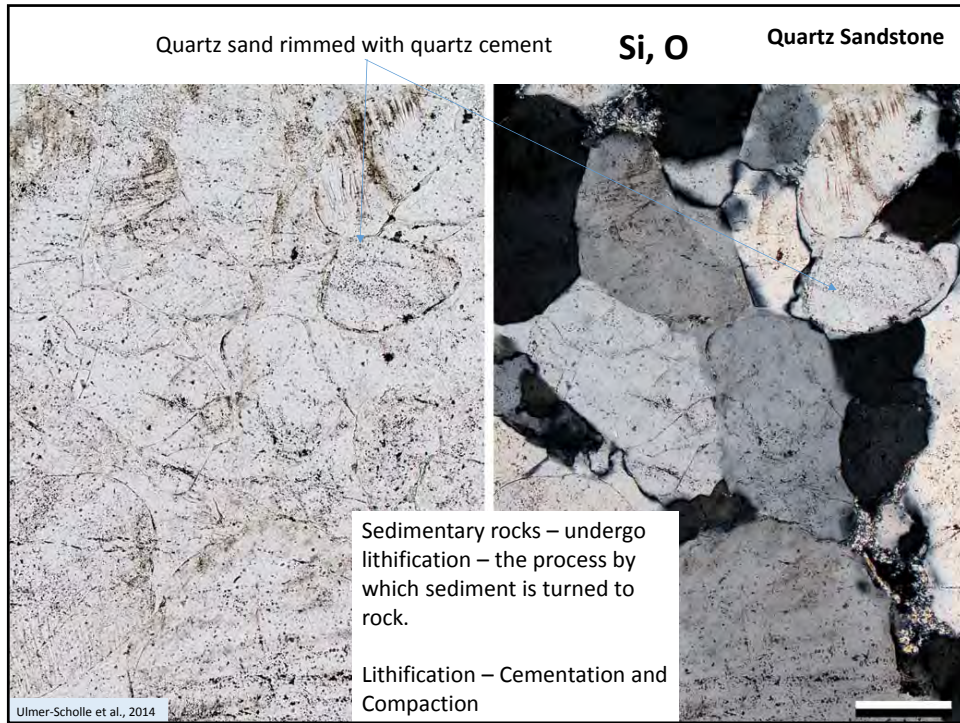 Quartz sand rimmed with quartz cement
Si, O
Quartz Sandstone
Sedimentary rocks – undergo
lithification – the process by
which sediment is turned to
rock.
Lithification – Cementation and
Compaction
Ulmer-Scholle et al., 2014